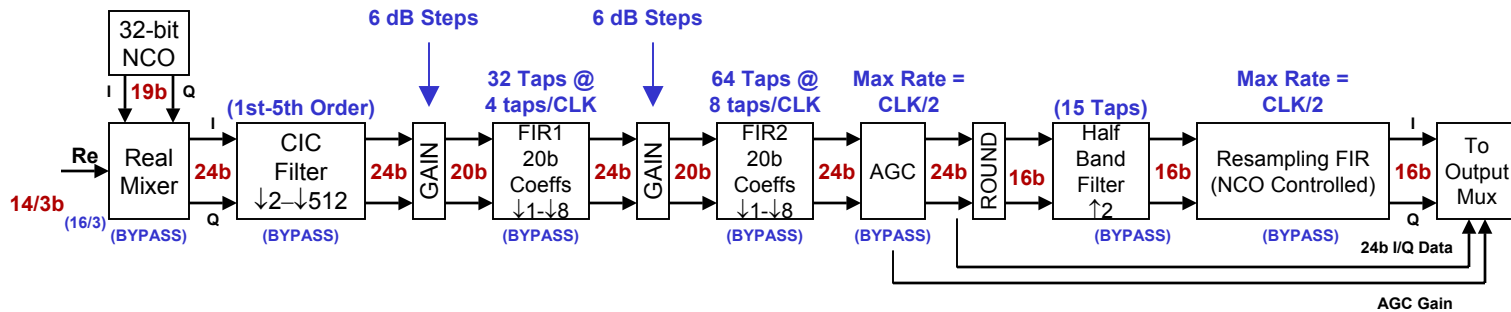 6 dB Steps
6 dB Steps
32-bit
NCO
I
19b
Q
(1st-5th Order)
32 Taps @
4 taps/CLK
64 Taps @
8 taps/CLK
Max Rate =
CLK/2
(15 Taps)
Max Rate =
CLK/2
Re
14/3b
(16/3)
Real
Mixer
(BYPASS)
I
24b
Q
CIC
Filter
↓2–↓512
(BYPASS)
24b
GAIN
20b
FIR1
20b
Coeffs
↓1-↓8
(BYPASS)
24b
GAIN
20b
FIR2
20b
Coeffs
↓1-↓8
(BYPASS)
24b
AGC
(BYPASS)
24b
ROUND
16b
Half
Band
Filter
↑2
(BYPASS)
16b
Resampling FIR
(NCO Controlled)
(BYPASS)
I
16b
Q
To
Output
Mux
24b I/Q Data
AGC Gain